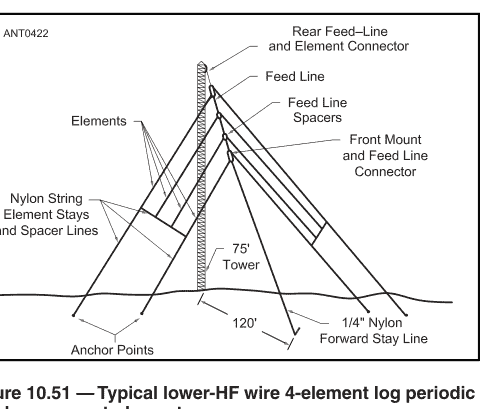 ANT0422
Rear Feed–Line
and Element Connector
Feed Line
Feed Line
Spacers
Elements
Front Mount
and Feed Line
Connector
Nylon String
Element Stays
Spacer Lines
75'
Tower
120'
1/4" Nylon
Forward Stay Line
Anchor Points
10.51 — Typical lower-HF wire 4-element log periodic